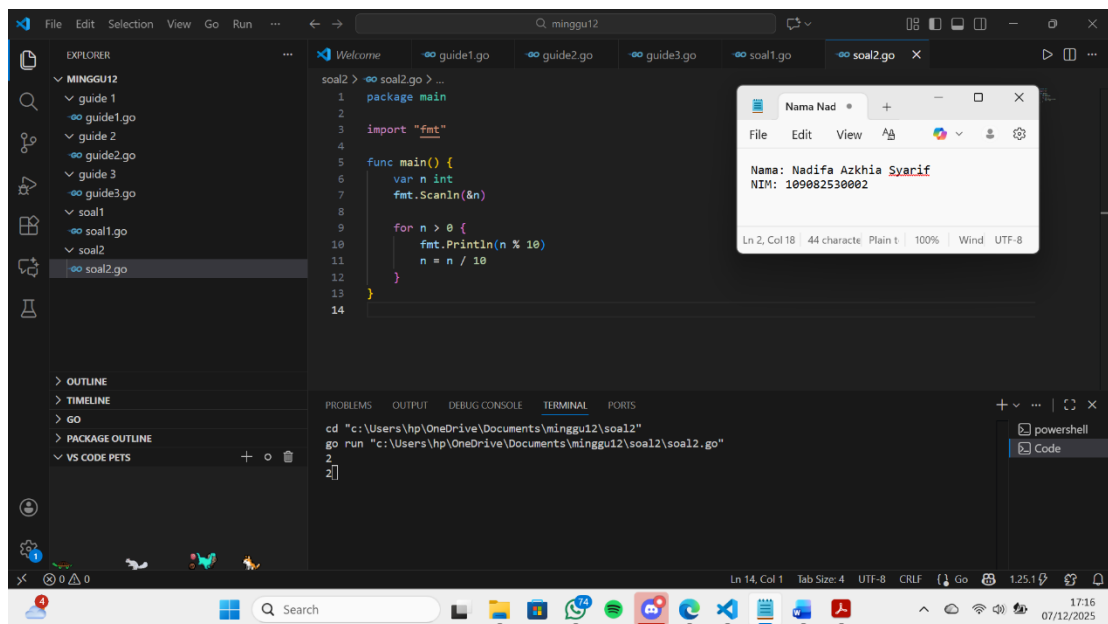 File Edit Selection View Go Run ... minggu12
EXPLORER
MINGGU12
guide 1
guide1.go
guide 2
guide2.go
guide 3
guide3.go
soal1
soal1.go
soal2
soal2.go
OUTLINE
TIMELINE
GO
PACKAGE OUTLINE
VS CODE PETS
Welcome guide1.go guide2.go guide3.go soal1.go soal2.go
soal2 > soal2.go > ...
1 package main
2
3 import "fmt"
4
5 func main() {
6 var n int
7 fmt.Scanln(&n)
8
9 for n > 0 {
10 fmt.Println(n % 10)
11 n = n / 10
12 }
13 }
14
Nama Nad
File Edit View
Nama: Nadifa Azkhia Syarif
NIM: 109082530002
Ln 2, Col 18 44 characte Plain t 100% Wind UTF-8
PROBLEMS OUTPUT DEBUG CONSOLE TERMINAL PORTS
cd "c:\Users\hp\OneDrive\Documents\minggu12\soal2"
go run "c:\Users\hp\OneDrive\Documents\minggu12\soal2\soal2.go"
2
2
powershell
Code
1
0 0 Ln 14, Col 1 Tab Size: 4 UTF-8 CRLF Go 1.25.1
4 Search 74 17:16
07/12/2025